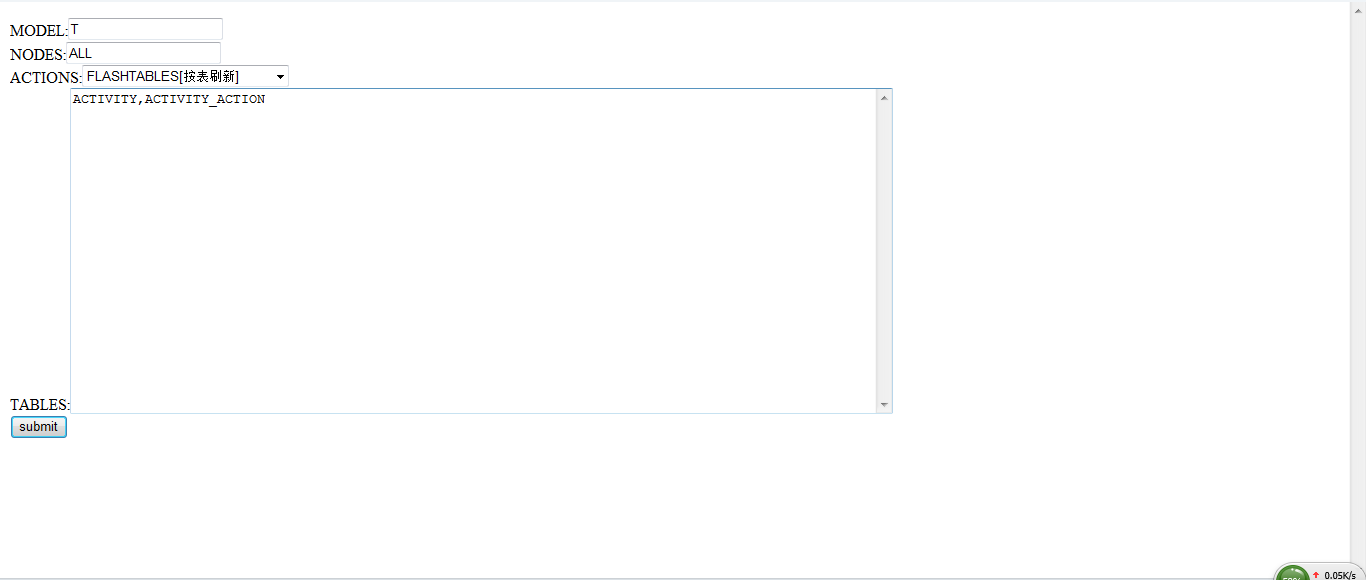 MODEL: T
NODES: ALL
ACTIONS: FLASHTABLES[按表刷新]
ACTIVITY,ACTIVITY_ACTION
TABLES:
submit
0.05K/s